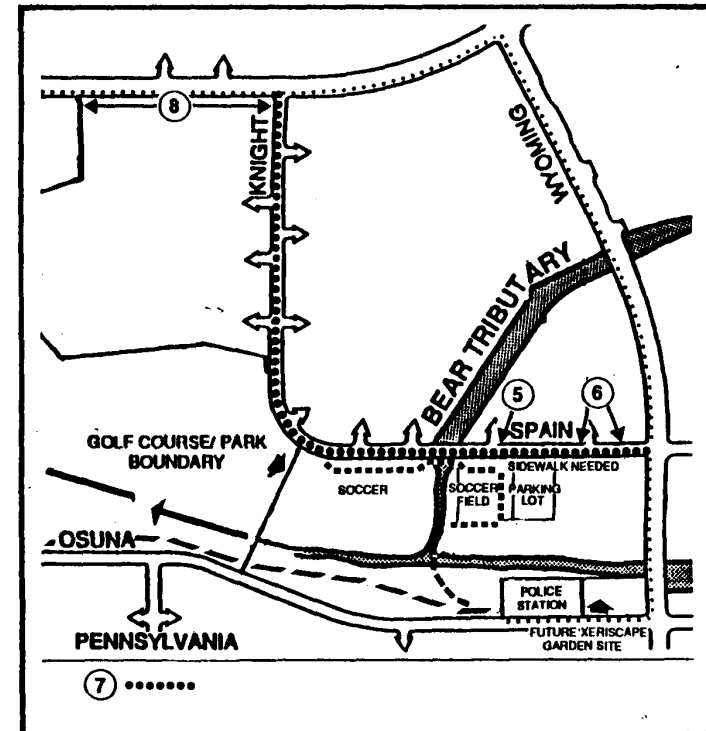 8
KNIGHT
WYOMING
BEAR TRIBUTARY
5
6
SPAIN
GOLF COURSE/ PARK
BOUNDARY
SIDEWALK NEEDED
SOCCER
SOCCER
FIELD
PARKING
LOT
OSUNA
POLICE
STATION
PENNSYLVANIA
FUTURE XERISCAPE
GARDEN SITE
7